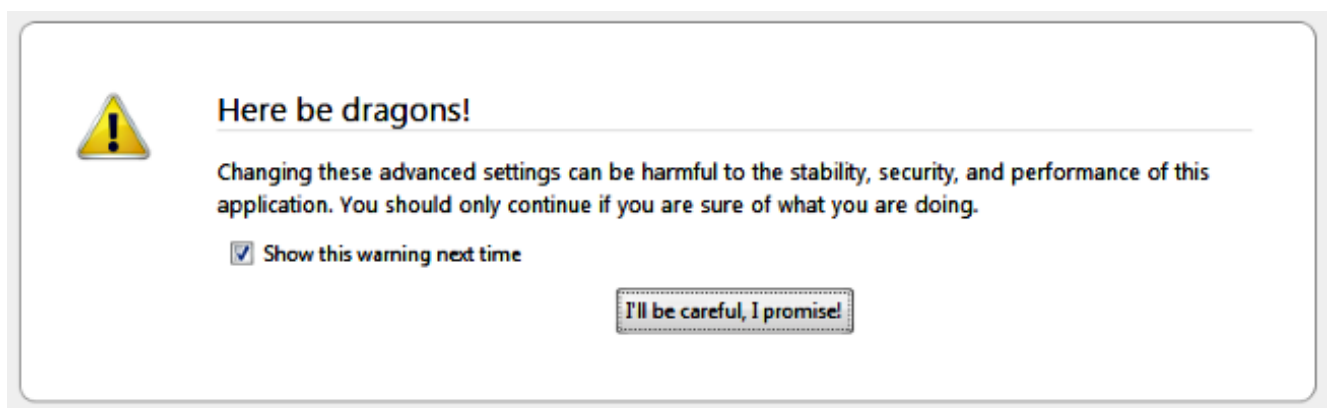 Here be dragons!
Changing these advanced settings can be harmful to the stability, security, and performance of this
application. You should only continue if you are sure of what you are doing.
Show this warning next time
I'll be careful, I promise!